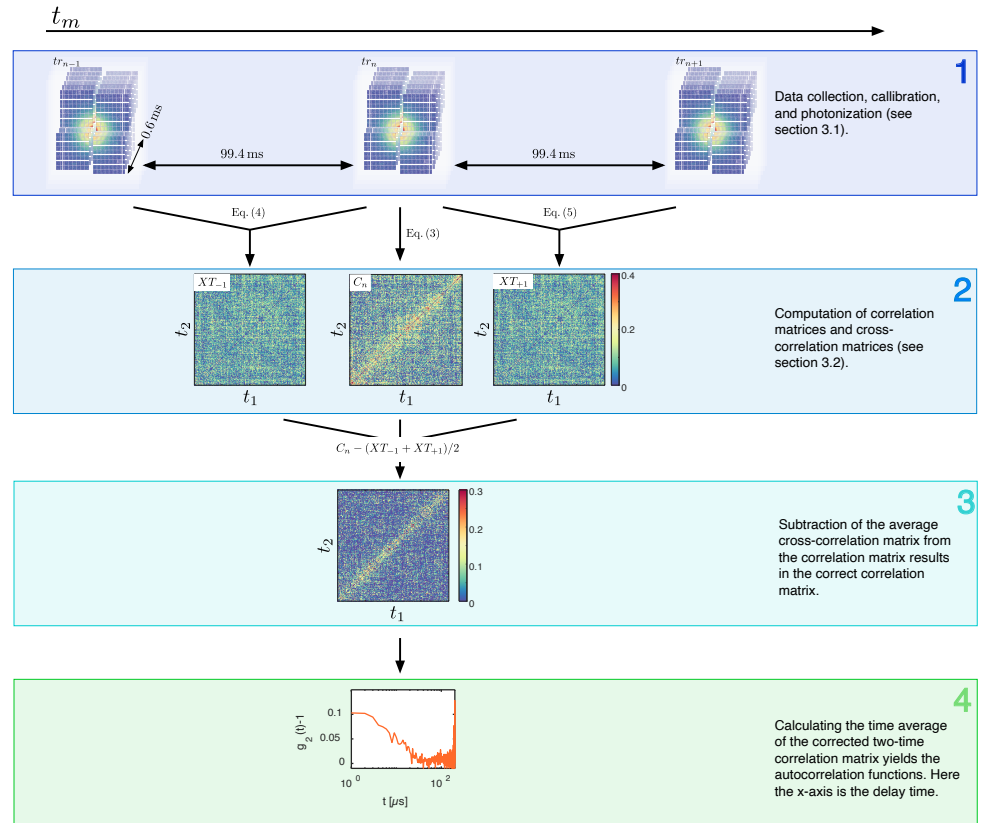 t_m
1
tr_{n−1}
tr_n
tr_{n+1}
0.6 ms
99.4 ms
99.4 ms
Data collection, callibration,
and photonization (see
section 3.1).
Eq. (4)
Eq. (3)
Eq. (5)
2
XT_{−1}
C_n
XT_{+1}
0.4
0.2
0
t_2
t_2
t_2
t_1
t_1
t_1
Computation of correlation
matrices and cross-
correlation matrices (see
section 3.2).
C_n − (XT_{−1} + XT_{+1})/2
3
0.3
0.2
0.1
0
t_2
t_1
Subtraction of the average
cross-correlation matrix from
the correlation matrix results
in the correct correlation
matrix.
4
g_2(t)-1
0.1
0.05
0
10^0
10^2
t [µs]
Calculating the time average
of the corrected two-time
correlation matrix yields the
autocorrelation functions. Here
the x-axis is the delay time.